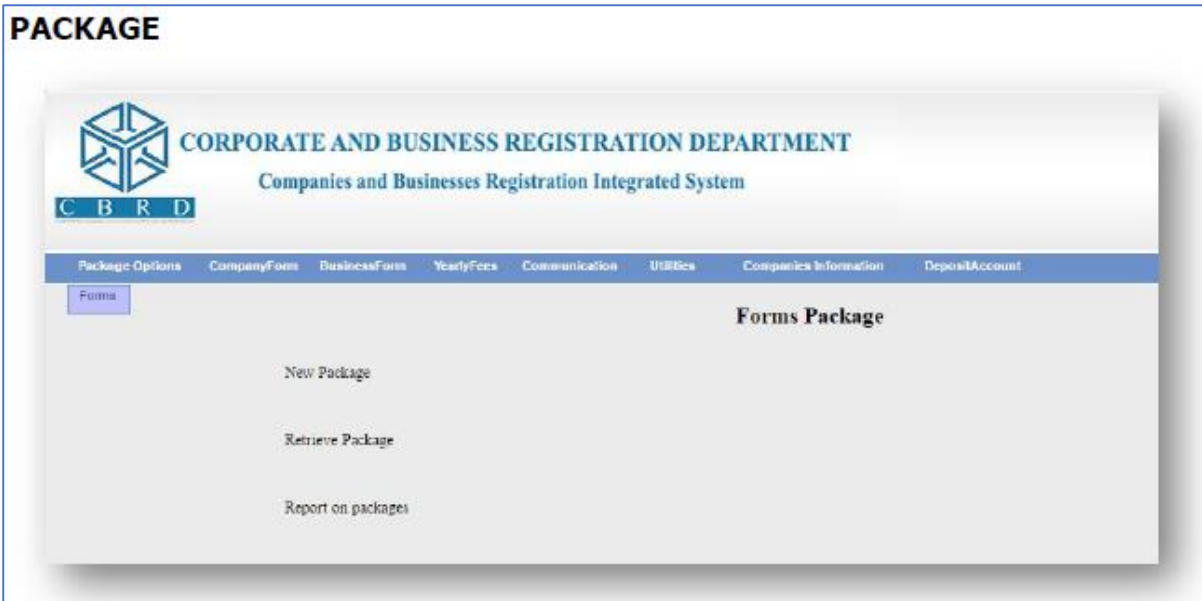 PACKAGE
CORPORATE AND BUSINESS REGISTRATION DEPARTMENT
Companies and Businesses Registration Integrated System
C B R D
Package Options CompanyForm BusinessForm YearlyFees Communication Utilities Companies Information DepositAccount
Forms
Forms Package
New Package
Retrieve Package
Report on packages